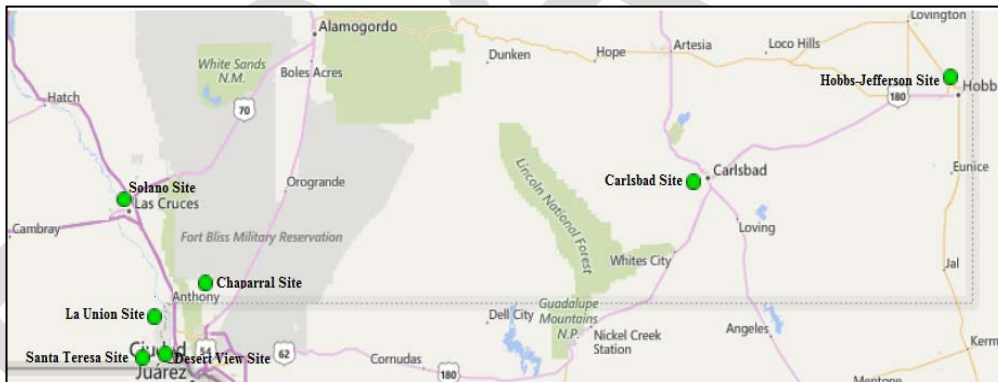 Lovington
Alamogordo
Artesia
Loco Hills
Hope
Dunken
White Sands
N.M.
Boles Acres
Hobbs-Jefferson Site
Hobb
180
Hatch
70
Carlsbad Site
Carlsbad
Eunice
Orogrande
Lincoln National Forest
Solano Site
Las Cruces
Loving
Cambray
Fort Bliss Military Reservation
Whites City
Jal
Chaparral Site
Anthony
La Union Site
Guadalupe
Mountains
N.P.
Dell City
Nickel Creek
Station
Angeles
Kerm
Santa Teresa Site
Ciudad
Juárez
Desert View Site
54
62
Cornudas
180
Mentone